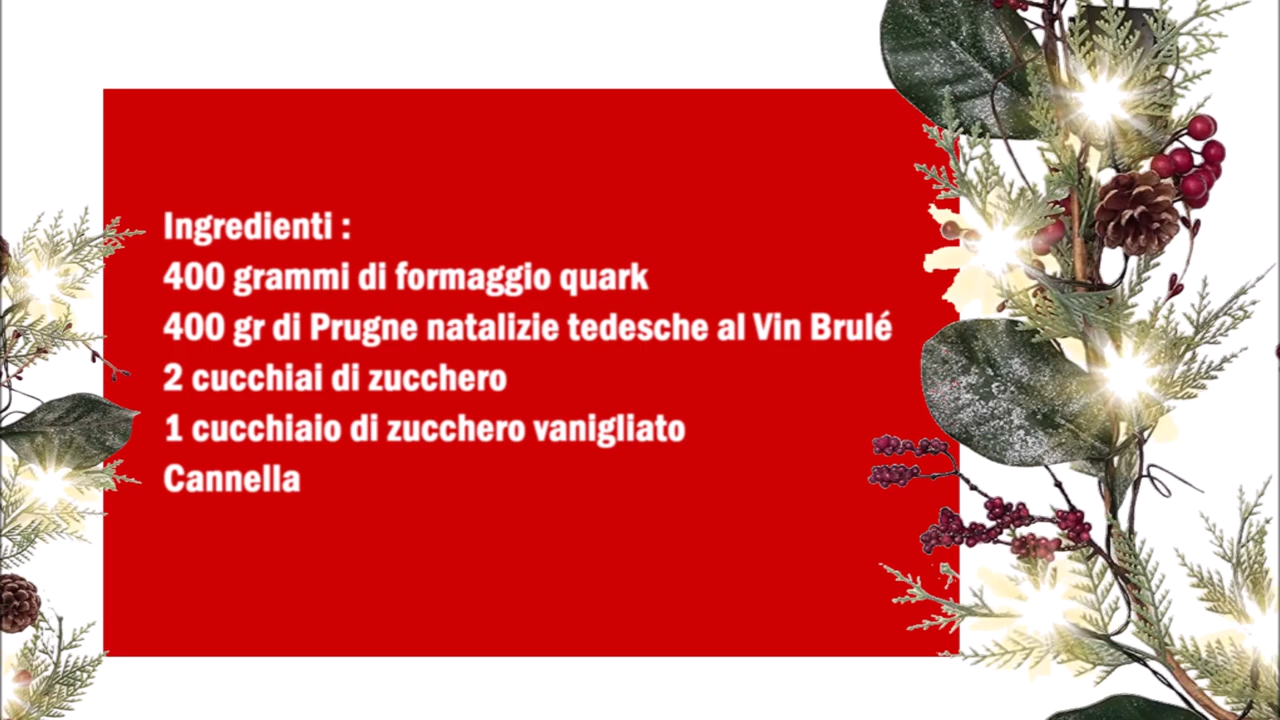 Ingredienti :
400 grammi di formaggio quark
400 gr di Prugne natalizie tedesche al Vin Brulé
2 cucchiai di zucchero
1 cucchiaio di zucchero vanigliato
Cannella